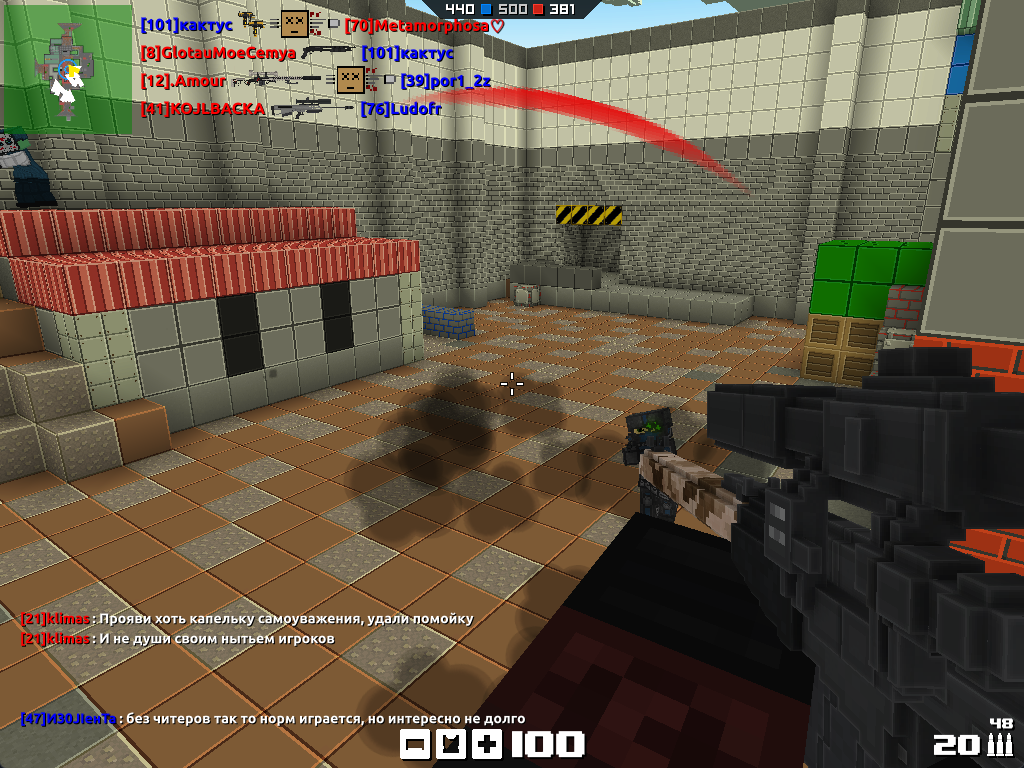 440 500 381
[101]кактус [70]Metamorphosa♡
[8]GlotauMoeCemya [101]кактус
[12].Amour [39]por1_2z
[41]KOJLBACKA [76]Ludofr
[21]klimas : Прояви хоть капельку самоуважения, удали помойку
[21]klimas : И не души своим нытьем игроков
[47]И30JIенТа : без читеров так то норм играется, но интересно не долго
100
48
20